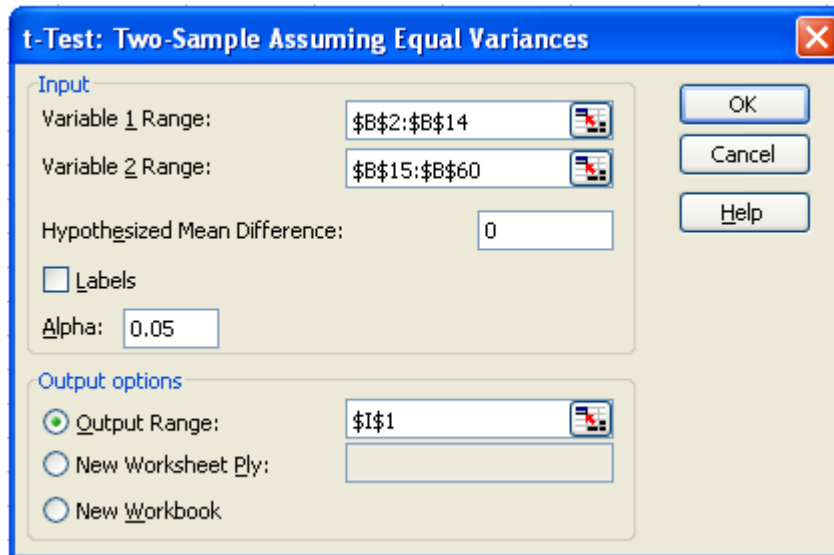 t-Test: Two-Sample Assuming Equal Variances
Input
Variable 1 Range: $B$2:$B$14
OK
Variable 2 Range: $B$15:$B$60
Cancel
Hypothesized Mean Difference: 0
Help
Labels
Alpha: 0.05
Output options
Output Range: $I$1
New Worksheet Ply:
New Workbook